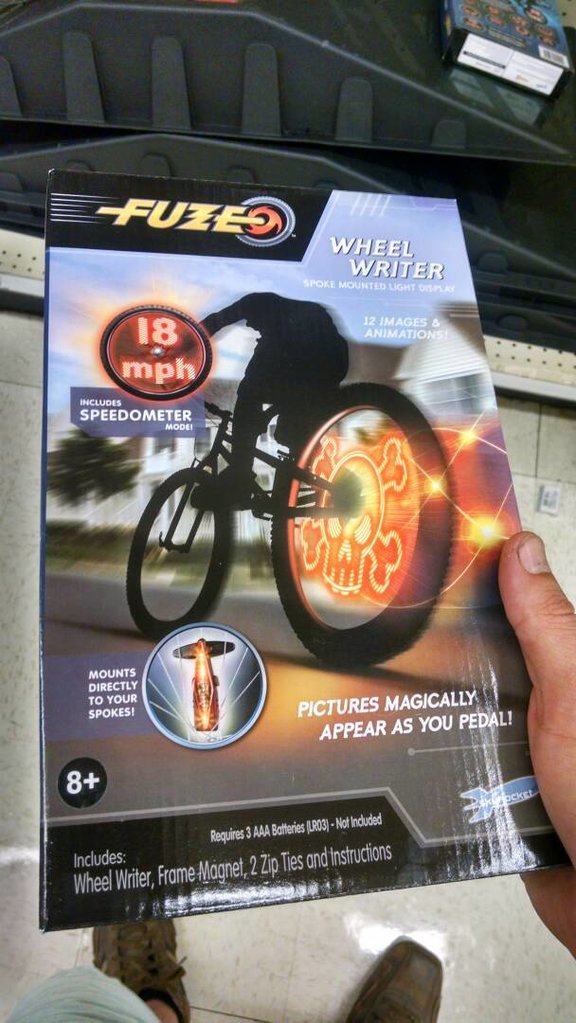 FUZE
WHEEL
WRITER
SPOKE MOUNTED LIGHT DISPLAY
12 IMAGES &
ANIMATIONS!
18
mph
INCLUDES
SPEEDOMETER
MODE!
MOUNTS
DIRECTLY
TO YOUR
SPOKES!
PICTURES MAGICALLY
APPEAR AS YOU PEDAL!
8+
skyrocket
Requires 3 AAA Batteries (LR03) - Not Included
Includes:
Wheel Writer, Frame Magnet, 2 Zip Ties and Instructions